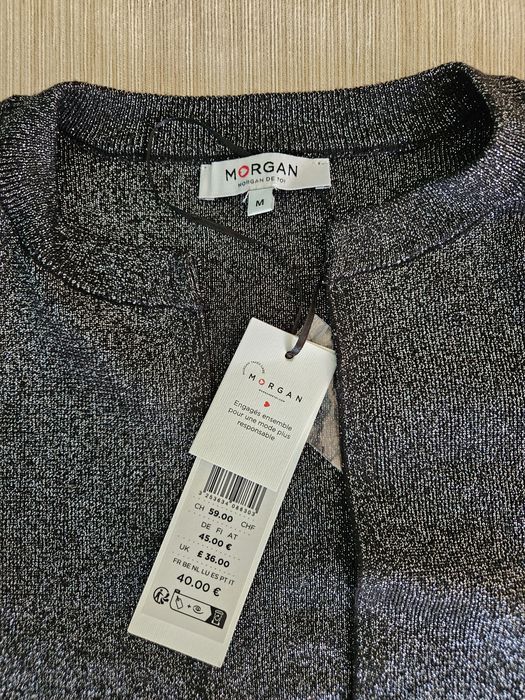 MORGAN
MORGAN DE TOI
M
MORGAN
Engagés ensemble
pour une mode plus
responsable
CH 59.00 CHF
DE FI AT
45.00 €
UK £ 36.00
FR BE NL LU ES PT IT
40.00 €